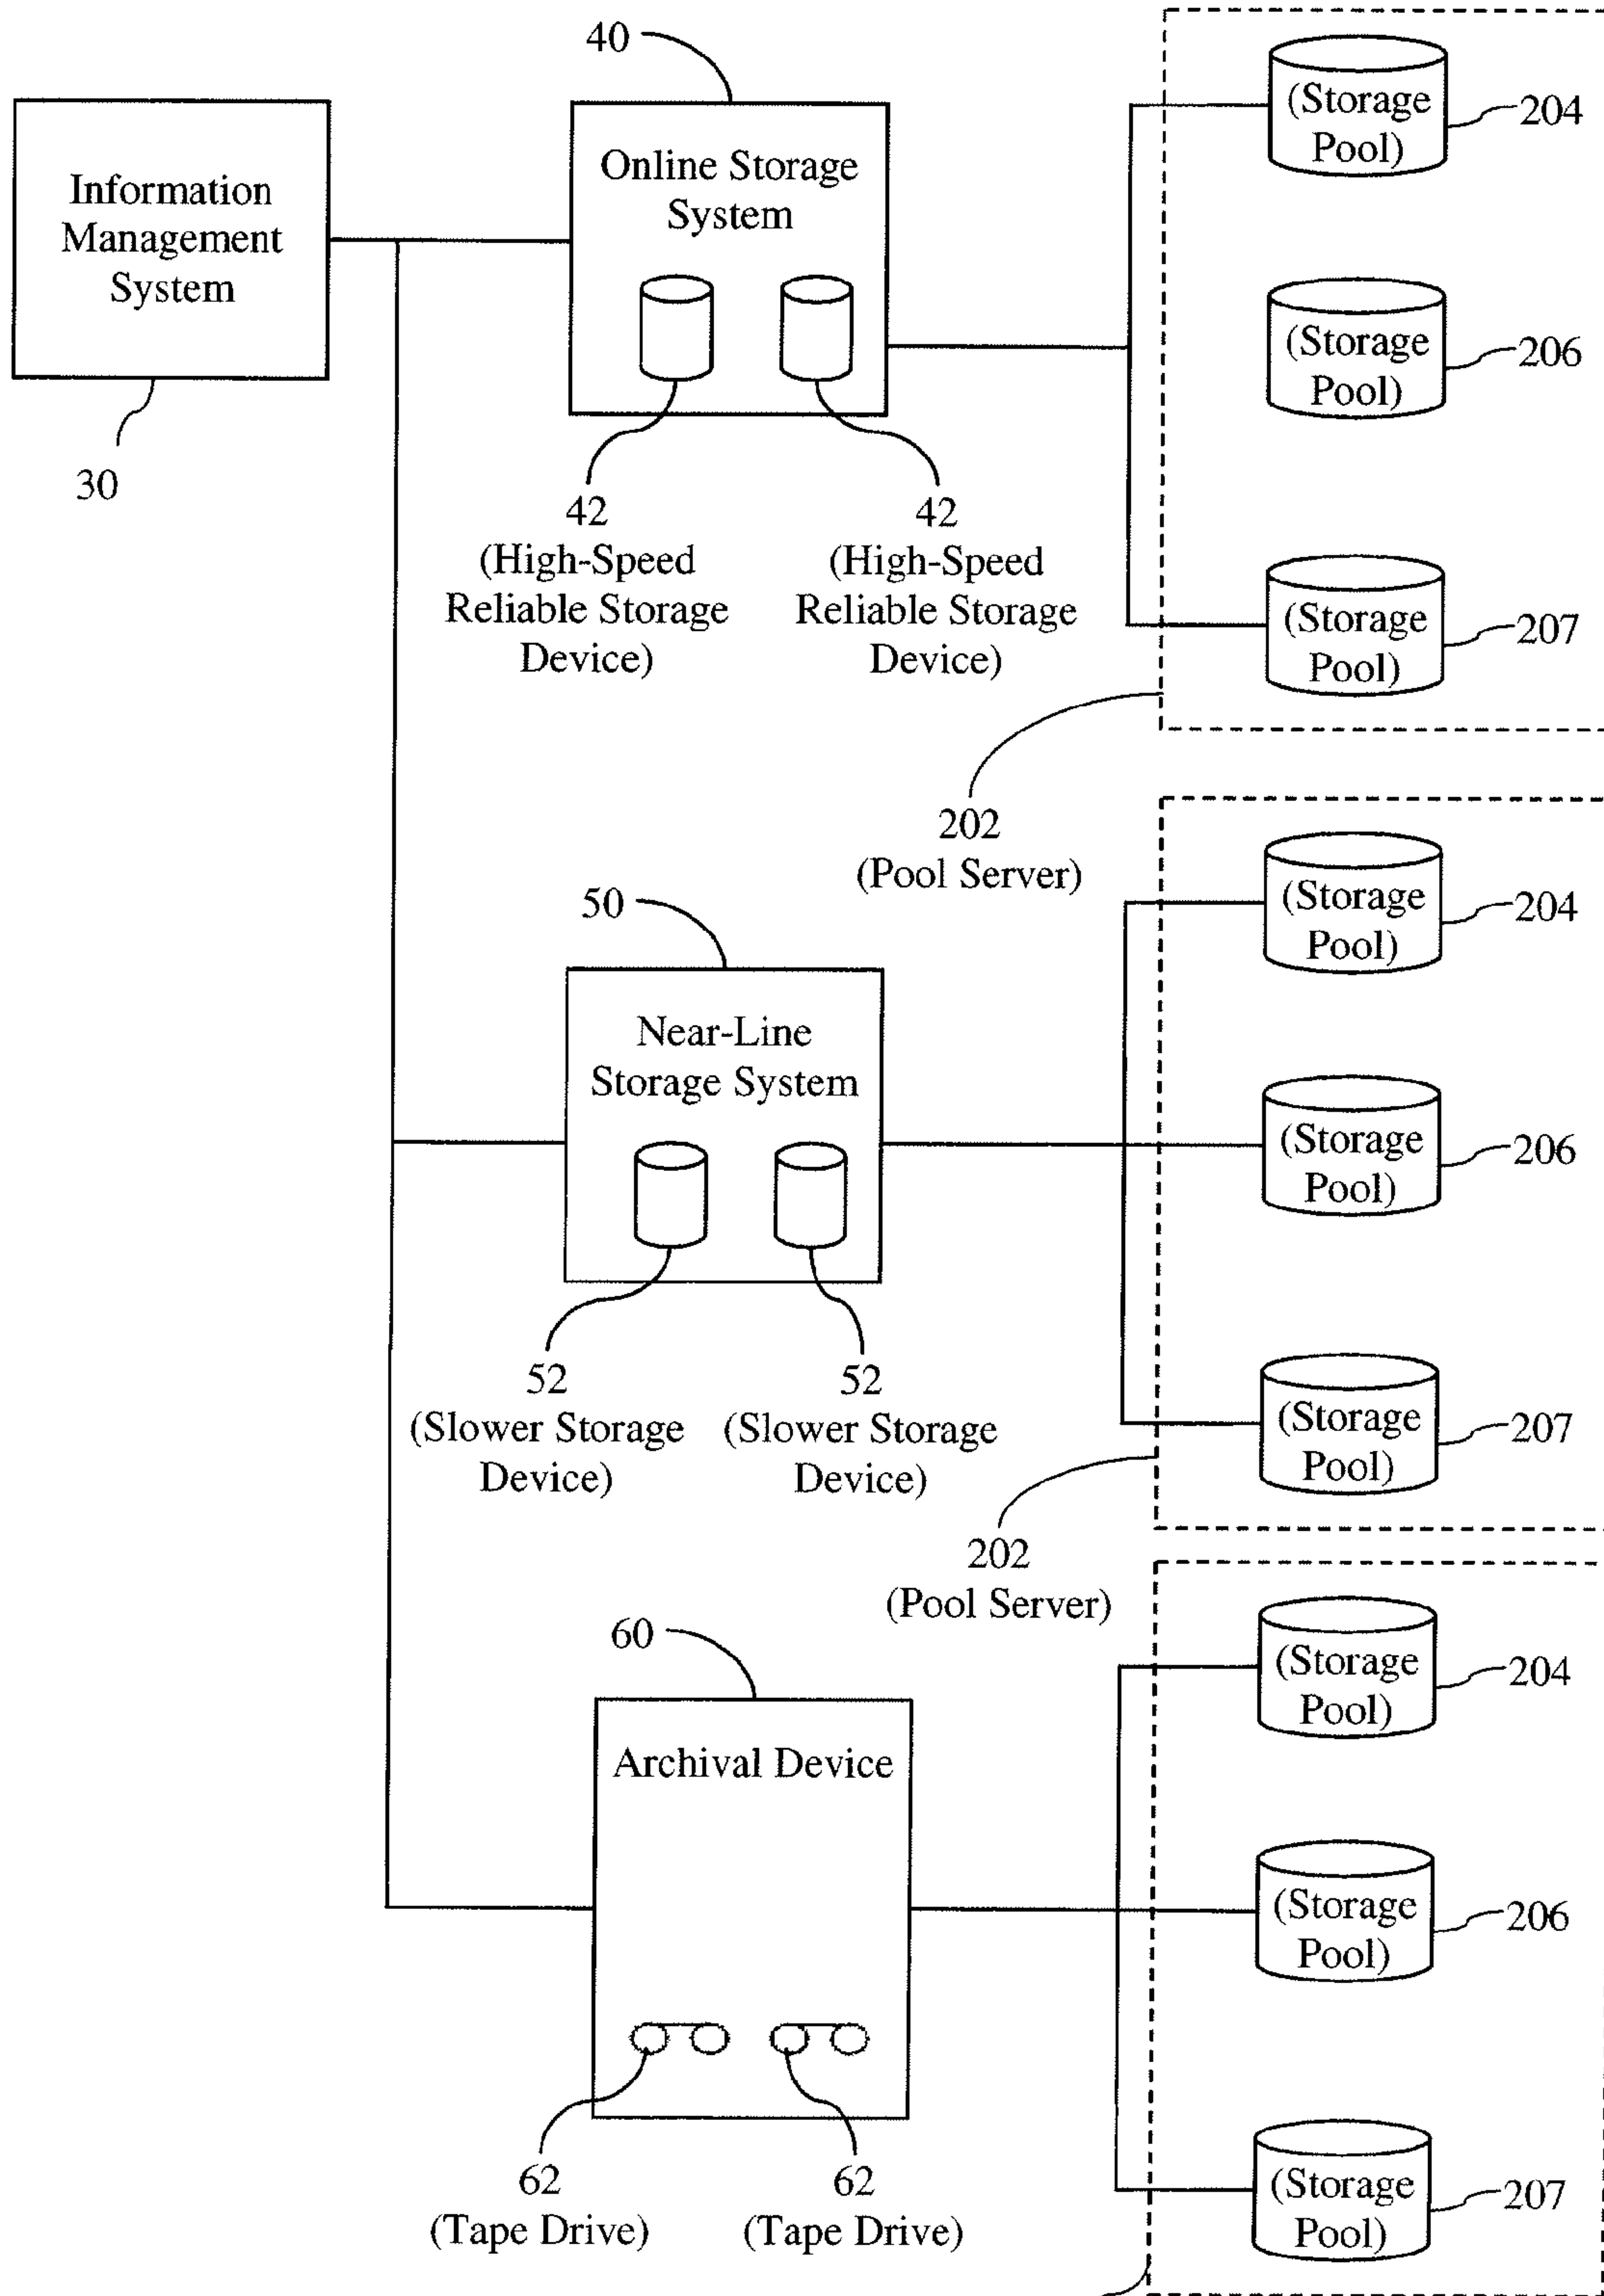 40
Information
Management
System
30
Online Storage
System
42
(High-Speed
Reliable Storage
Device)
42
(High-Speed
Reliable Storage
Device)
(Storage
Pool)
204
(Storage
Pool)
206
(Storage
Pool)
207
202
(Pool Server)
50
Near-Line
Storage System
52
(Slower Storage
Device)
52
(Slower Storage
Device)
(Storage
Pool)
204
(Storage
Pool)
206
(Storage
Pool)
207
202
(Pool Server)
60
Archival Device
62
(Tape Drive)
62
(Tape Drive)
(Storage
Pool)
204
(Storage
Pool)
206
(Storage
Pool)
207